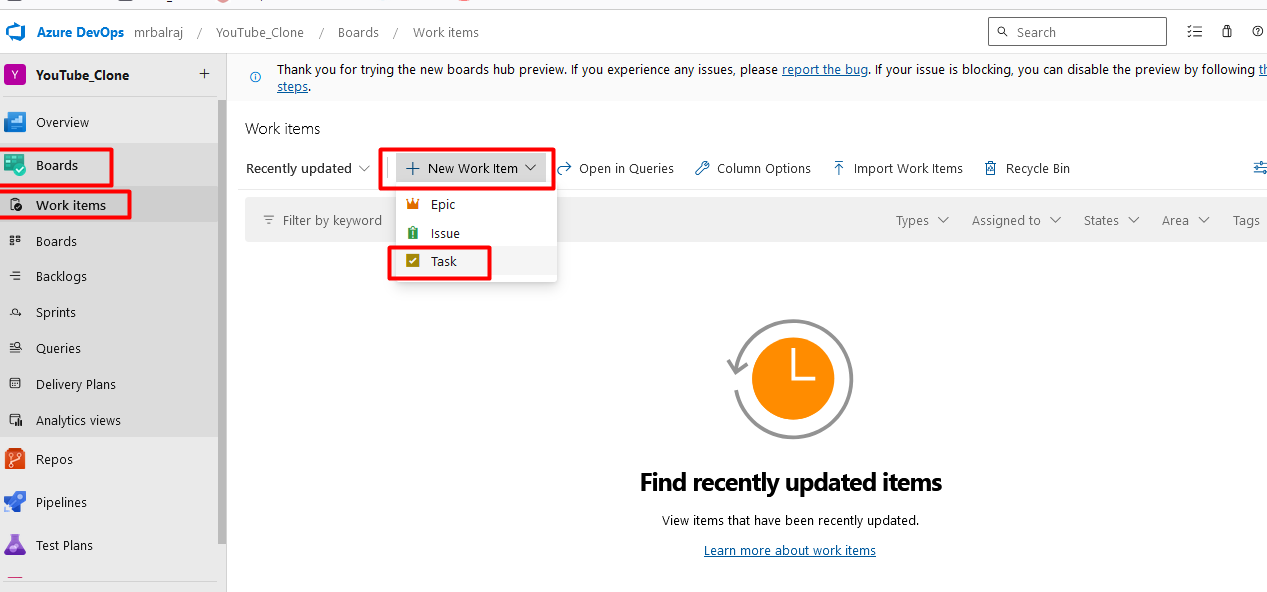 Azure DevOps mrbalraj / YouTube_Clone / Boards / Work items
Search
Y YouTube_Clone +
Thank you for trying the new boards hub preview. If you experience any issues, please report the bug. If your issue is blocking, you can disable the preview by following
steps.
Overview
Boards
Work items
Boards
Backlogs
Sprints
Queries
Delivery Plans
Analytics views
Repos
Pipelines
Test Plans
Work items
Recently updated
New Work Item
Open in Queries
Column Options
Import Work Items
Recycle Bin
Filter by keyword
Types
Assigned to
States
Area
Tags
Epic
Issue
Task
Find recently updated items
View items that have been recently updated.
Learn more about work items